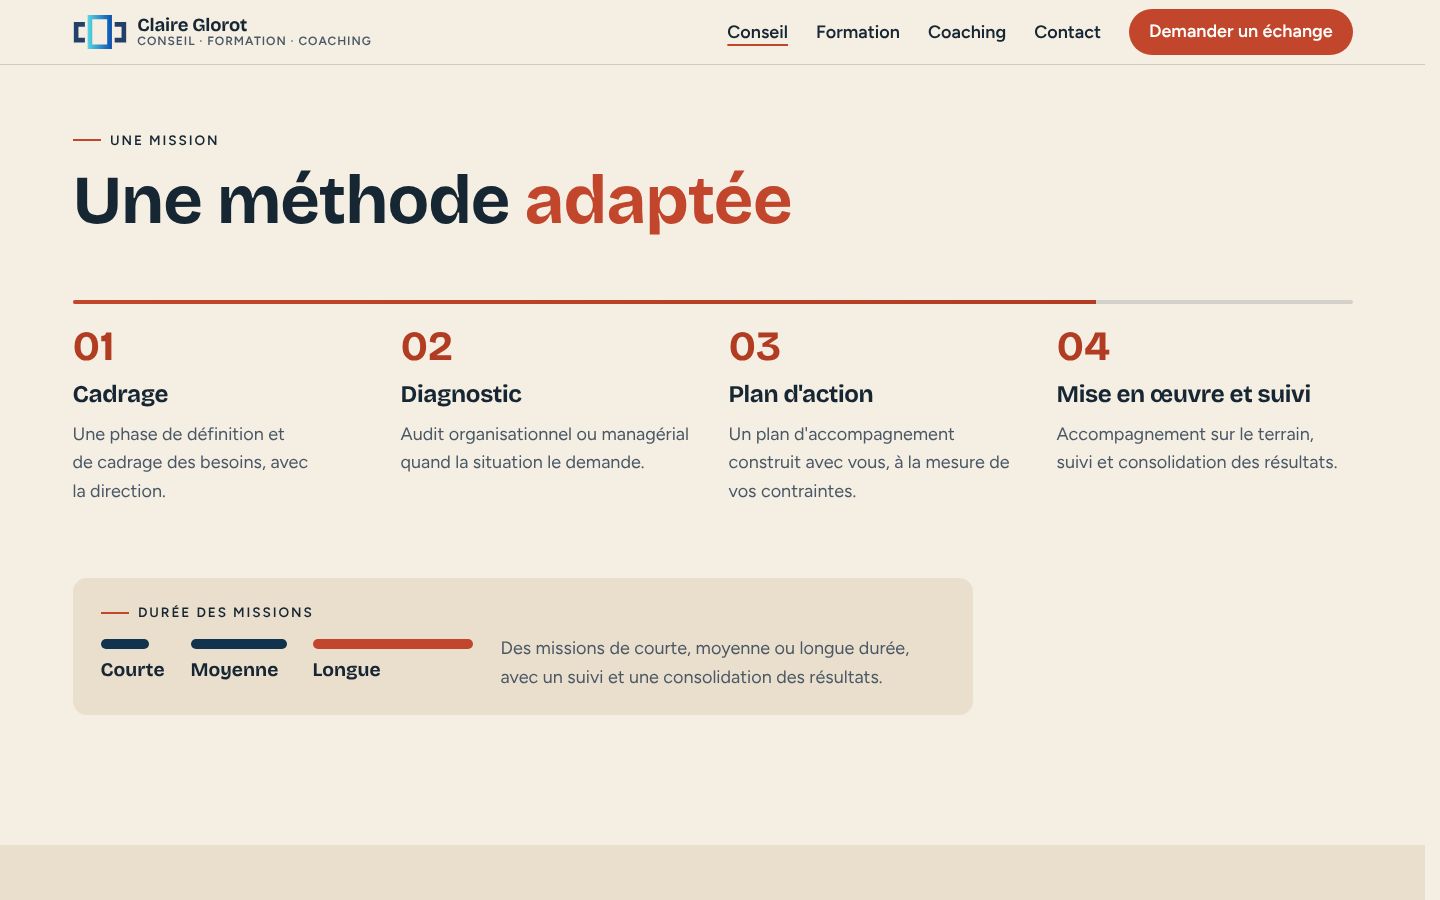 Claire Glorot
CONSEIL · FORMATION · COACHING
Conseil
Formation
Coaching
Contact
Demander un échange
UNE MISSION
Une méthode adaptée
01
Cadrage
Une phase de définition et
de cadrage des besoins, avec
la direction.
02
Diagnostic
Audit organisationnel ou managérial
quand la situation le demande.
03
Plan d'action
Un plan d'accompagnement
construit avec vous, à la mesure de
vos contraintes.
04
Mise en œuvre et suivi
Accompagnement sur le terrain,
suivi et consolidation des résultats.
DURÉE DES MISSIONS
Courte
Moyenne
Longue
Des missions de courte, moyenne ou longue durée,
avec un suivi et une consolidation des résultats.